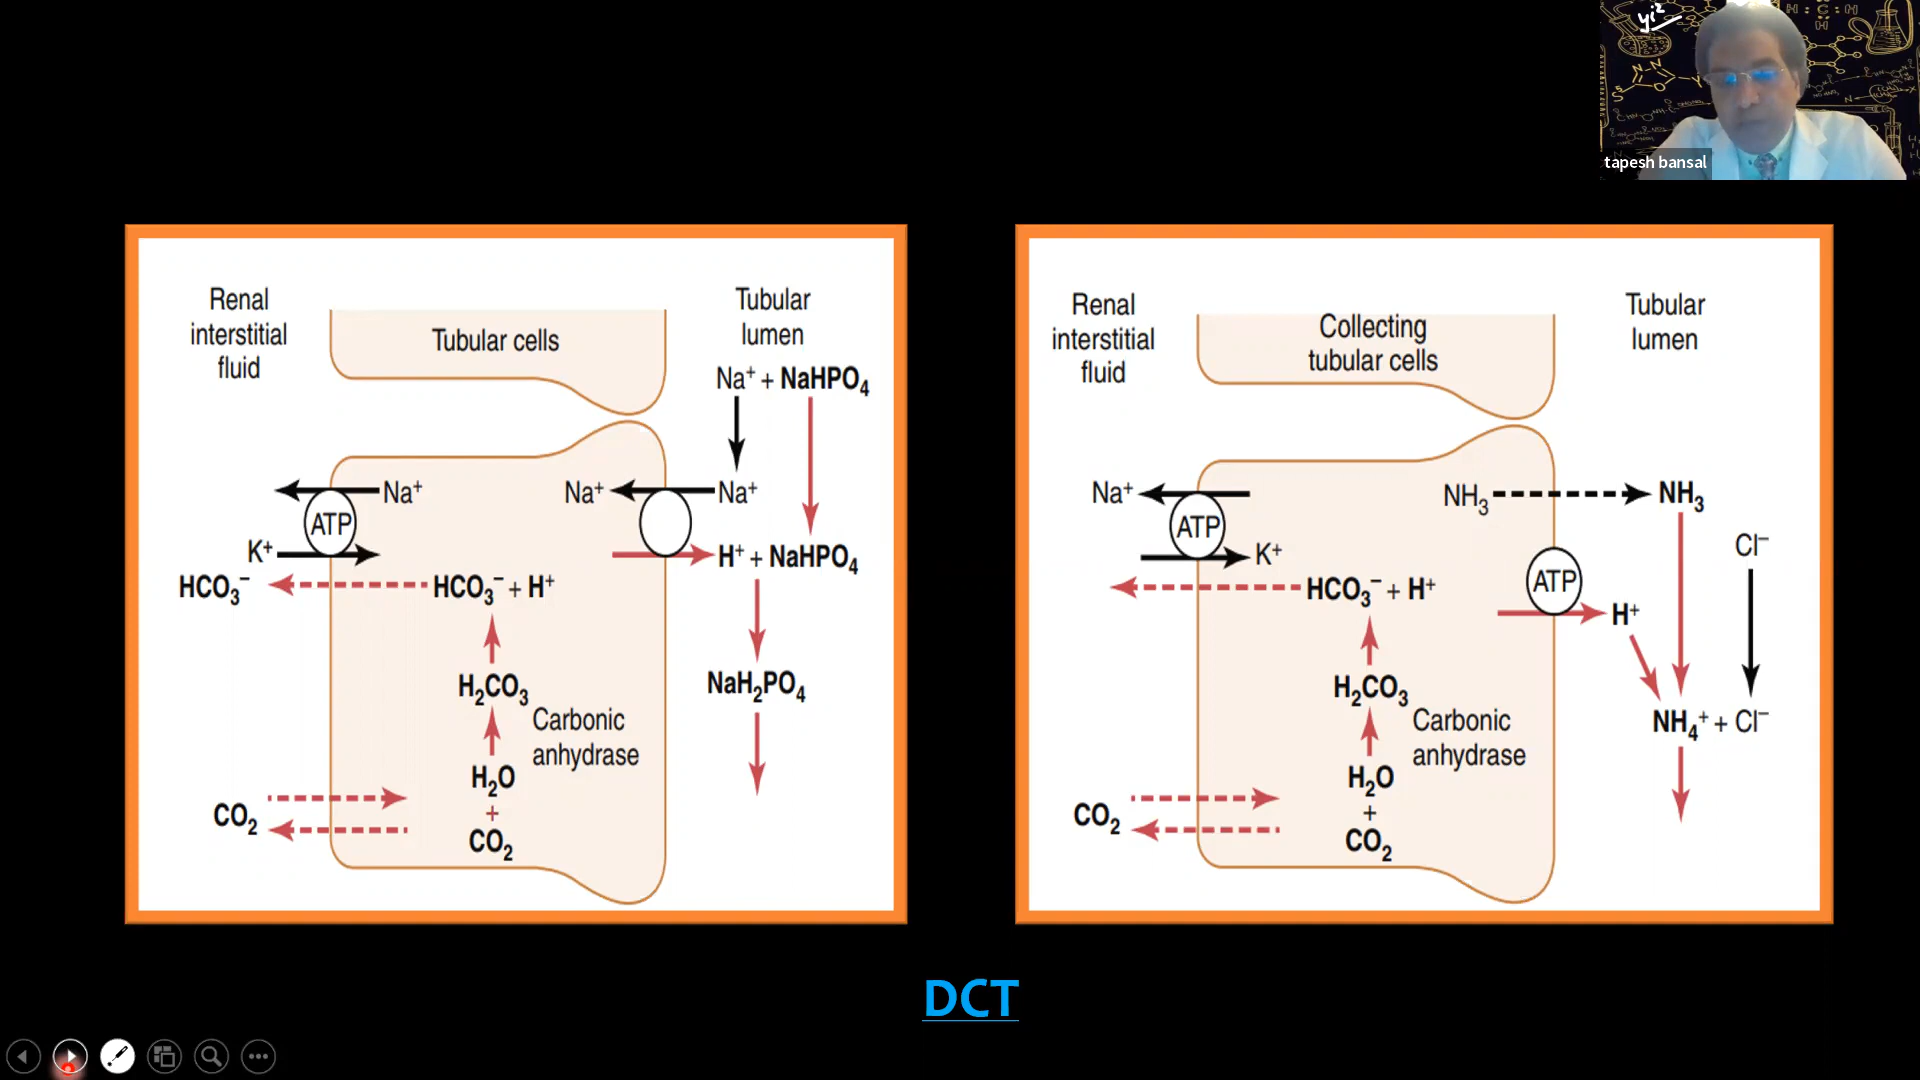 yi²
tapesh bansal
Renal
interstitial
fluid
Tubular cells
Tubular
lumen
Na⁺ + NaHPO₄
Na⁺
Na⁺
Na⁺
ATP
K⁺
H⁺ + NaHPO₄
HCO₃⁻
HCO₃⁻ + H⁺
H₂CO₃
NaH₂PO₄
Carbonic
anhydrase
H₂O
+
CO₂
CO₂
Renal
interstitial
fluid
Collecting
tubular cells
Tubular
lumen
Na⁺
NH₃
NH₃
ATP
K⁺
Cl⁻
ATP
HCO₃⁻ + H⁺
H⁺
H₂CO₃
Carbonic
anhydrase
NH₄⁺ + Cl⁻
H₂O
+
CO₂
CO₂
DCT